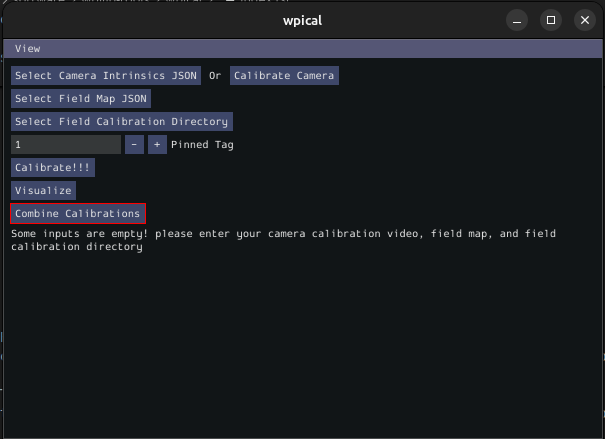 wpical
View
Select Camera Intrinsics JSON Or Calibrate Camera
Select Field Map JSON
Select Field Calibration Directory
1 - + Pinned Tag
Calibrate!!!
Visualize
Combine Calibrations
Some inputs are empty! please enter your camera calibration video, field map, and field
calibration directory